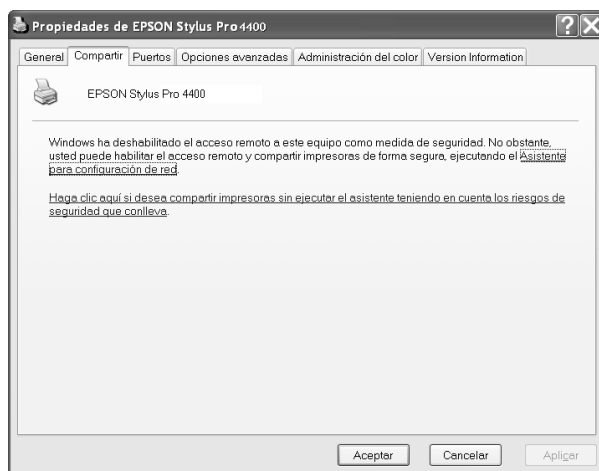 Propiedades de EPSON Stylus Pro 4400
General Compartir Puertos Opciones avanzadas Administración del color Version Information
EPSON Stylus Pro 4400
Windows ha deshabilitado el acceso remoto a este equipo como medida de seguridad. No obstante,
usted puede habilitar el acceso remoto y compartir impresoras de forma segura, ejecutando el Asistente
para configuración de red.
Haga clic aquí si desea compartir impresoras sin ejecutar el asistente teniendo en cuenta los riesgos de
seguridad que conlleva.
Aceptar Cancelar Aplicar